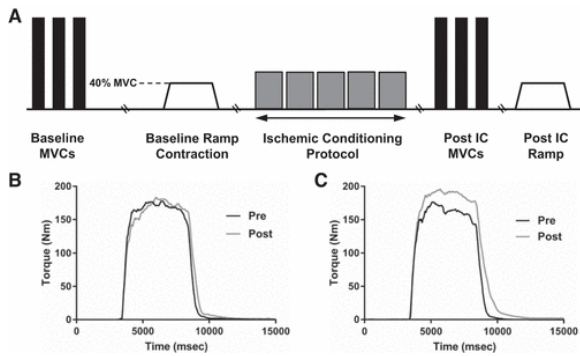 A
40% MVC
Baseline MVCs
Baseline Ramp Contraction
Ischemic Conditioning Protocol
Post IC MVCs
Post IC Ramp
B
200
150
100
50
0
Torque (Nm)
0
5000
10000
15000
Time (msec)
Pre
Post
C
200
150
100
50
0
Torque (Nm)
0
5000
10000
15000
Time (msec)
Pre
Post